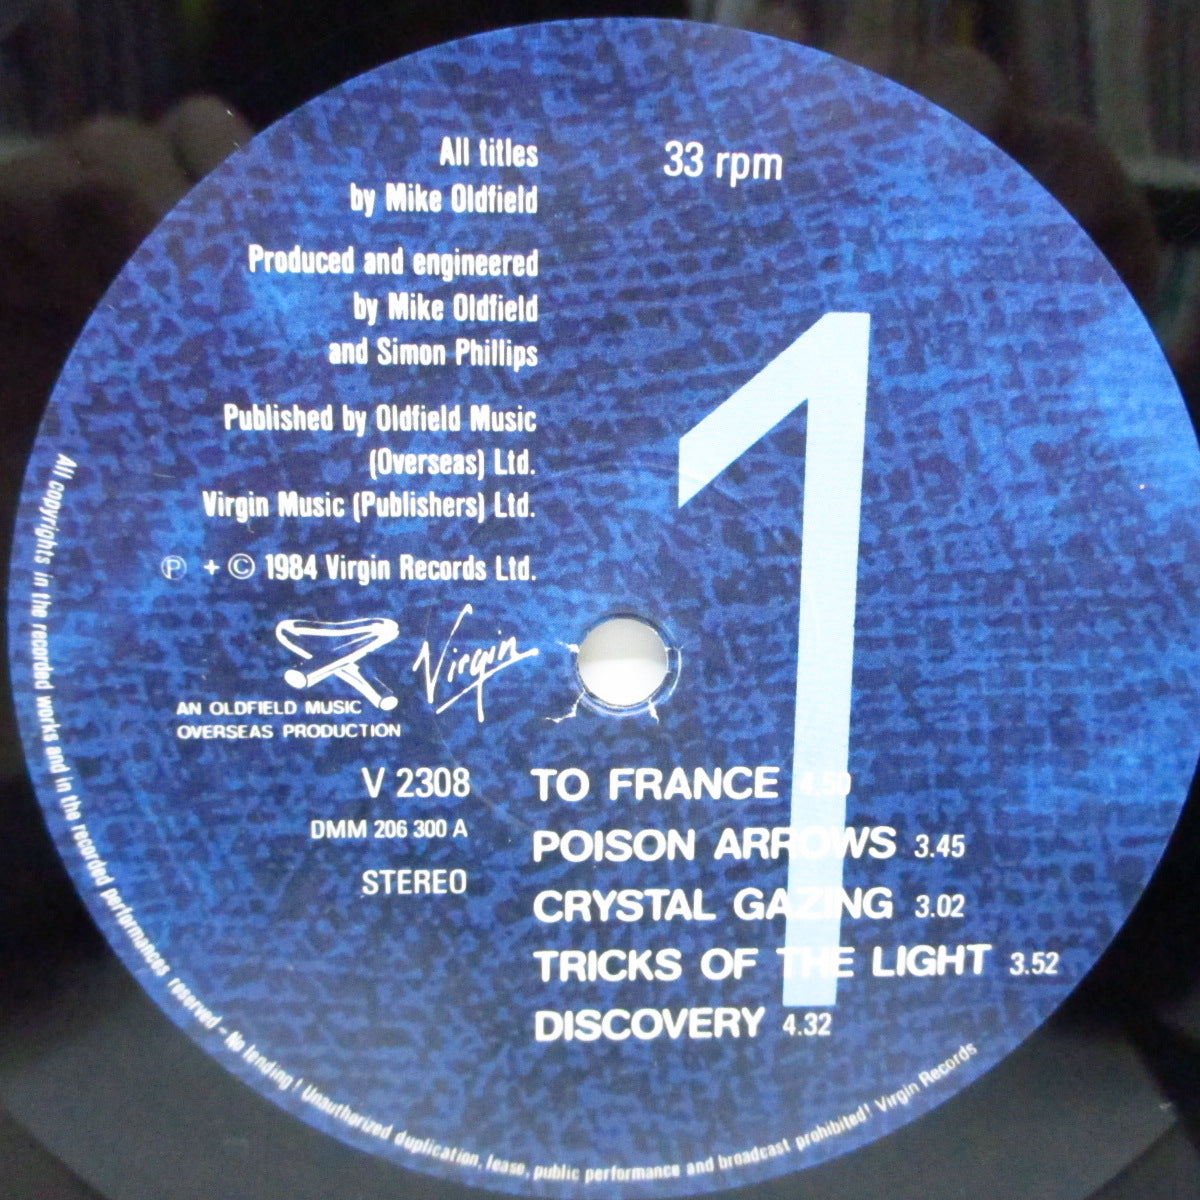 All titles
by Mike Oldfield
33 rpm
Produced and engineered
by Mike Oldfield
and Simon Phillips
Published by Oldfield Music
(Overseas) Ltd.
Virgin Music (Publishers) Ltd.
Ⓟ + © 1984 Virgin Records Ltd.
1
Virgin
AN OLDFIELD MUSIC
OVERSEAS PRODUCTION
V 2308
DMM 206 300 A
STEREO
TO FRANCE 4.50
POISON ARROWS 3.45
CRYSTAL GAZING 3.02
TRICKS OF THE LIGHT 3.52
DISCOVERY 4.32
All copyrights in the recorded works and in the recorded performances reserved - No lending! Unauthorized duplication, lease, public performance and broadcast prohibited! Virgin Records